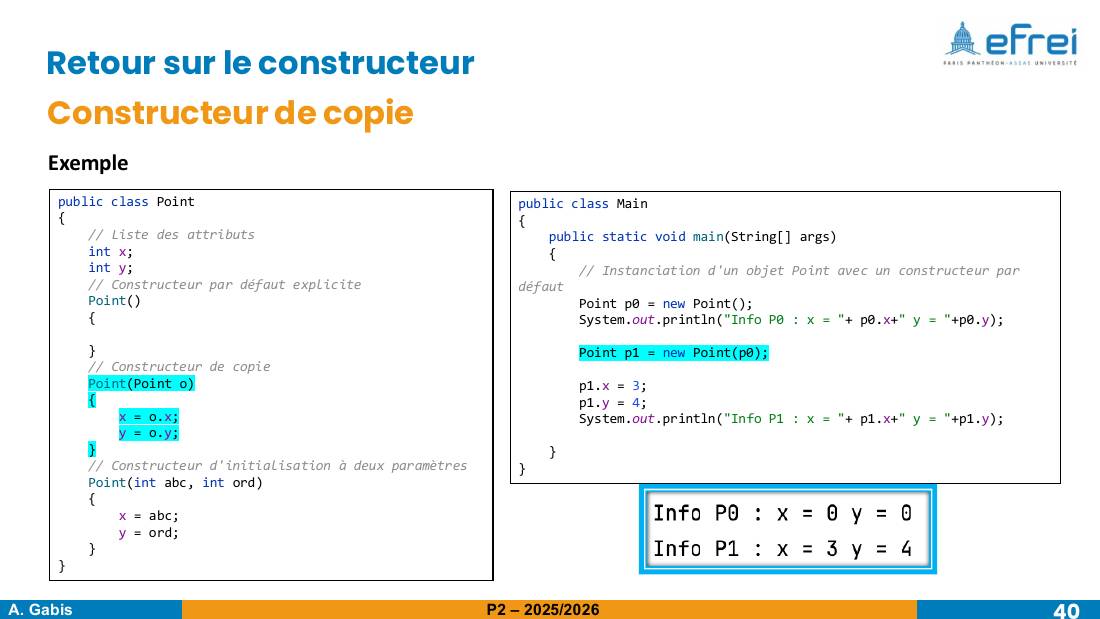 efrei
PARIS PANTHÉON-ASSAS UNIVERSITÉ
Retour sur le constructeur
Constructeur de copie
Exemple
public class Point
{
// Liste des attributs
int x;
int y;
// Constructeur par défaut explicite
Point()
{
}
// Constructeur de copie
Point(Point o)
{
x = o.x;
y = o.y;
}
// Constructeur d'initialisation à deux paramètres
Point(int abc, int ord)
{
x = abc;
y = ord;
}
}
public class Main
{
public static void main(String[] args)
{
// Instanciation d'un objet Point avec un constructeur par
défaut
Point p0 = new Point();
System.out.println("Info P0 : x = "+ p0.x+" y = "+p0.y);
Point p1 = new Point(p0);
p1.x = 3;
p1.y = 4;
System.out.println("Info P1 : x = "+ p1.x+" y = "+p1.y);
}
}
Info P0 : x = 0 y = 0
Info P1 : x = 3 y = 4
A. Gabis
P2 – 2025/2026
40